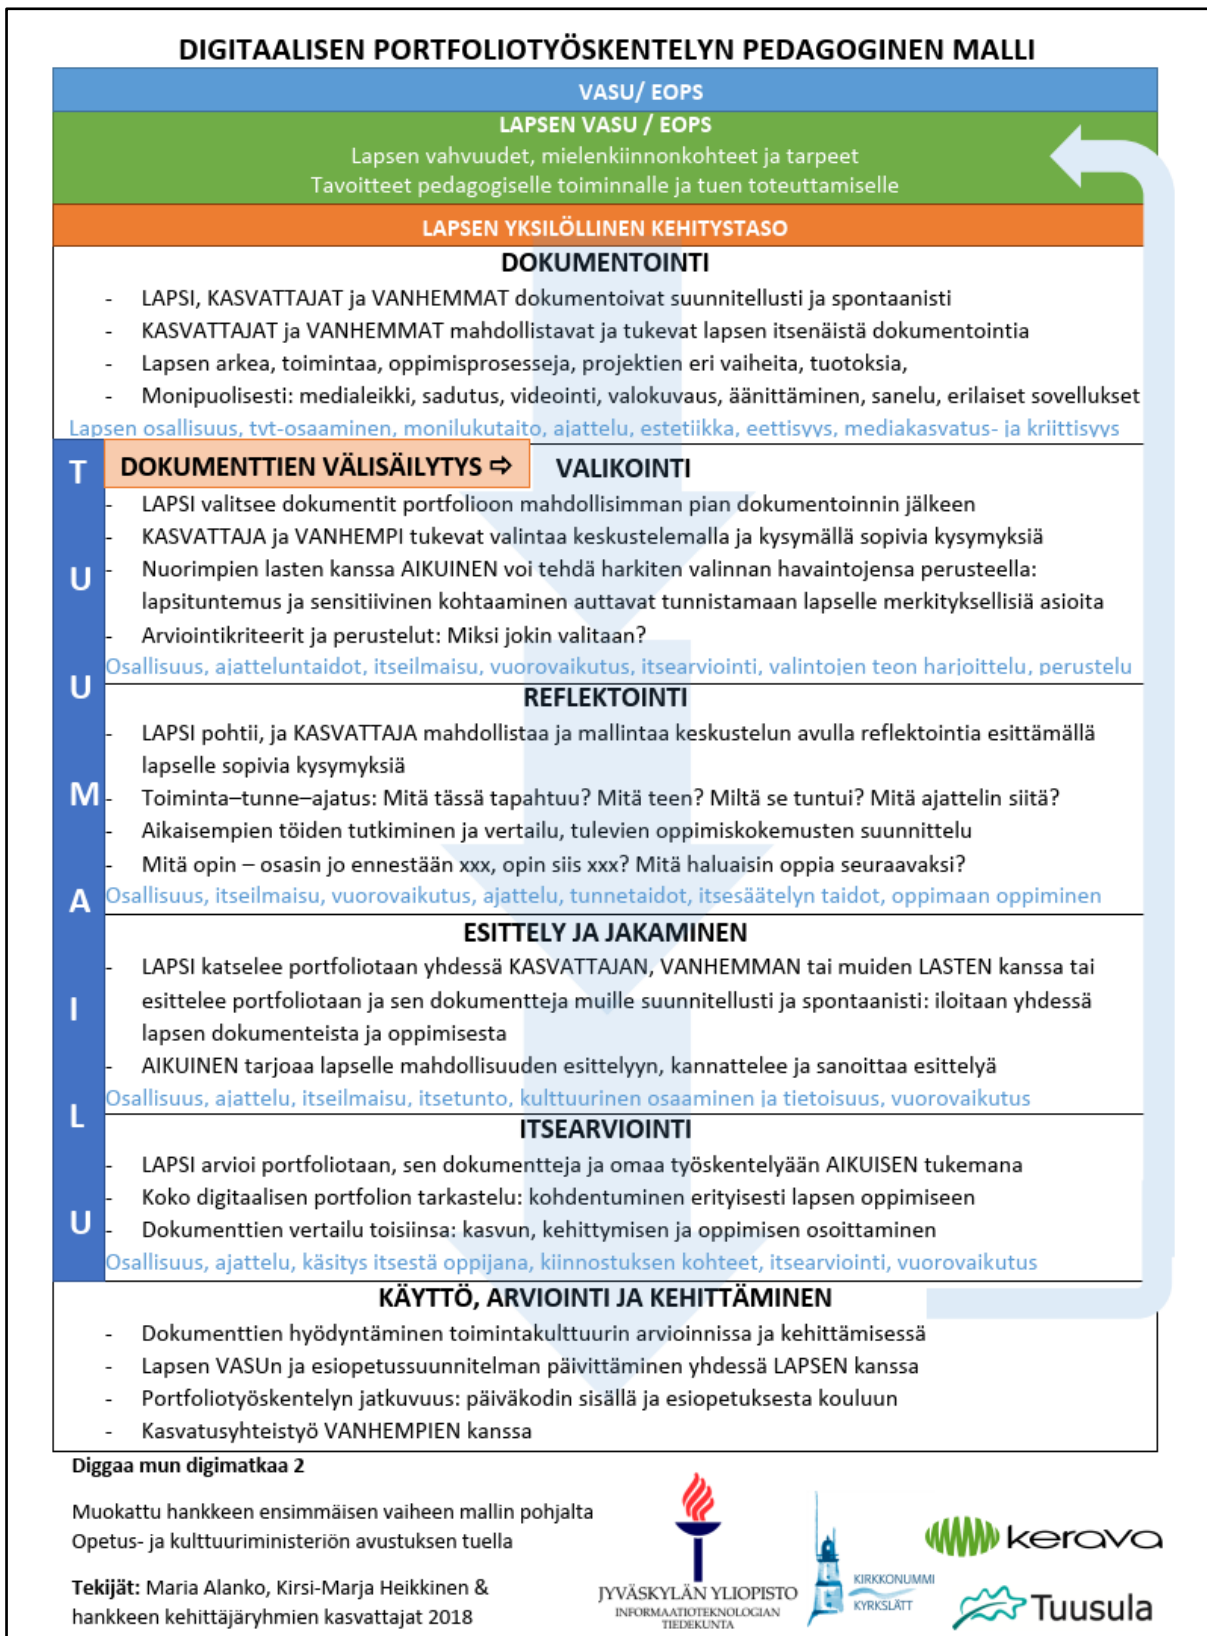 DIGITAALISEN PORTFOLIOTYÖSKENTELYN PEDAGOGINEN MALLI
VASU/ EOPS
LAPSEN VASU / EOPS
Lapsen vahvuudet, mielenkiinnonkohteet ja tarpeet
Tavoitteet pedagogiselle toiminnalle ja tuen toteuttamiselle
LAPSEN YKSILÖLLINEN KEHITYSTASO
DOKUMENTOINTI
- LAPSI, KASVATTAJAT ja VANHEMMAT dokumentoivat suunnitellusti ja spontaanisti
- KASVATTAJAT ja VANHEMMAT mahdollistavat ja tukevat lapsen itsenäistä dokumentointia
- Lapsen arkea, toimintaa, oppimisprosesseja, projektien eri vaiheita, tuotoksia,
- Monipuolisesti: medialeikki, sadutus, videointi, valokuvaus, äänittäminen, sanelu, erilaiset sovellukset
Lapsen osallisuus, tvt-osaaminen, monilukutaito, ajattelu, estetiikka, eettisyys, mediakasvatus- ja kriittisyys
TUUMAILU
DOKUMENTTIEN VÄLISÄILYTYS ⇨
VALIKOINTI
- LAPSI valitsee dokumentit portfolioon mahdollisimman pian dokumentoinnin jälkeen
- KASVATTAJA ja VANHEMPI tukevat valintaa keskustelemalla ja kysymällä sopivia kysymyksiä
- Nuorimpien lasten kanssa AIKUINEN voi tehdä harkiten valinnan havaintojensa perusteella:
lapsituntemus ja sensitiivinen kohtaaminen auttavat tunnistamaan lapselle merkityksellisiä asioita
- Arviointikriteerit ja perustelut: Miksi jokin valitaan?
Osallisuus, ajatteluntaidot, itseilmaisu, vuorovaikutus, itsearviointi, valintojen teon harjoittelu, perustelu
REFLEKTOINTI
- LAPSI pohtii, ja KASVATTAJA mahdollistaa ja mallintaa keskustelun avulla reflektointia esittämällä
lapselle sopivia kysymyksiä
- Toiminta–tunne–ajatus: Mitä tässä tapahtuu? Mitä teen? Miltä se tuntui? Mitä ajattelin siitä?
- Aikaisempien töiden tutkiminen ja vertailu, tulevien oppimiskokemusten suunnittelu
- Mitä opin – osasin jo ennestään xxx, opin siis xxx? Mitä haluaisin oppia seuraavaksi?
Osallisuus, itseilmaisu, vuorovaikutus, ajattelu, tunnetaidot, itsesäätelyn taidot, oppimaan oppiminen
ESITTELY JA JAKAMINEN
- LAPSI katselee portfoliotaan yhdessä KASVATTAJAN, VANHEMMAN tai muiden LASTEN kanssa tai
esittelee portfoliotaan ja sen dokumentteja muille suunnitellusti ja spontaanisti: iloitaan yhdessä
lapsen dokumenteista ja oppimisesta
- AIKUINEN tarjoaa lapselle mahdollisuuden esittelyyn, kannattelee ja sanoittaa esittelyä
Osallisuus, ajattelu, itseilmaisu, itsetunto, kulttuurinen osaaminen ja tietoisuus, vuorovaikutus
ITSEARVIOINTI
- LAPSI arvioi portfoliotaan, sen dokumentteja ja omaa työskentelyään AIKUISEN tukemana
- Koko digitaalisen portfolion tarkastelu: kohdentuminen erityisesti lapsen oppimiseen
- Dokumenttien vertailu toisiinsa: kasvun, kehittymisen ja oppimisen osoittaminen
Osallisuus, ajattelu, käsitys itsestä oppijana, kiinnostuksen kohteet, itsearviointi, vuorovaikutus
KÄYTTÖ, ARVIOINTI JA KEHITTÄMINEN
- Dokumenttien hyödyntäminen toimintakulttuurin arvioinnissa ja kehittämisessä
- Lapsen VASUn ja esiopetussuunnitelman päivittäminen yhdessä LAPSEN kanssa
- Portfoliotyöskentelyn jatkuvuus: päiväkodin sisällä ja esiopetuksesta kouluun
- Kasvatusyhteistyö VANHEMPIEN kanssa
Diggaa mun digimatkaa 2
Muokattu hankkeen ensimmäisen vaiheen mallin pohjalta
Opetus- ja kulttuuriministeriön avustuksen tuella
Tekijät: Maria Alanko, Kirsi-Marja Heikkinen &
hankkeen kehittäjäryhmien kasvattajat 2018
JYVÄSKYLÄN YLIOPISTO
INFORMAATIOTEKNOLOGIAN
TIEDEKUNTA
KIRKKONUMMI
KYRKSLÄTT
kerava
Tuusula